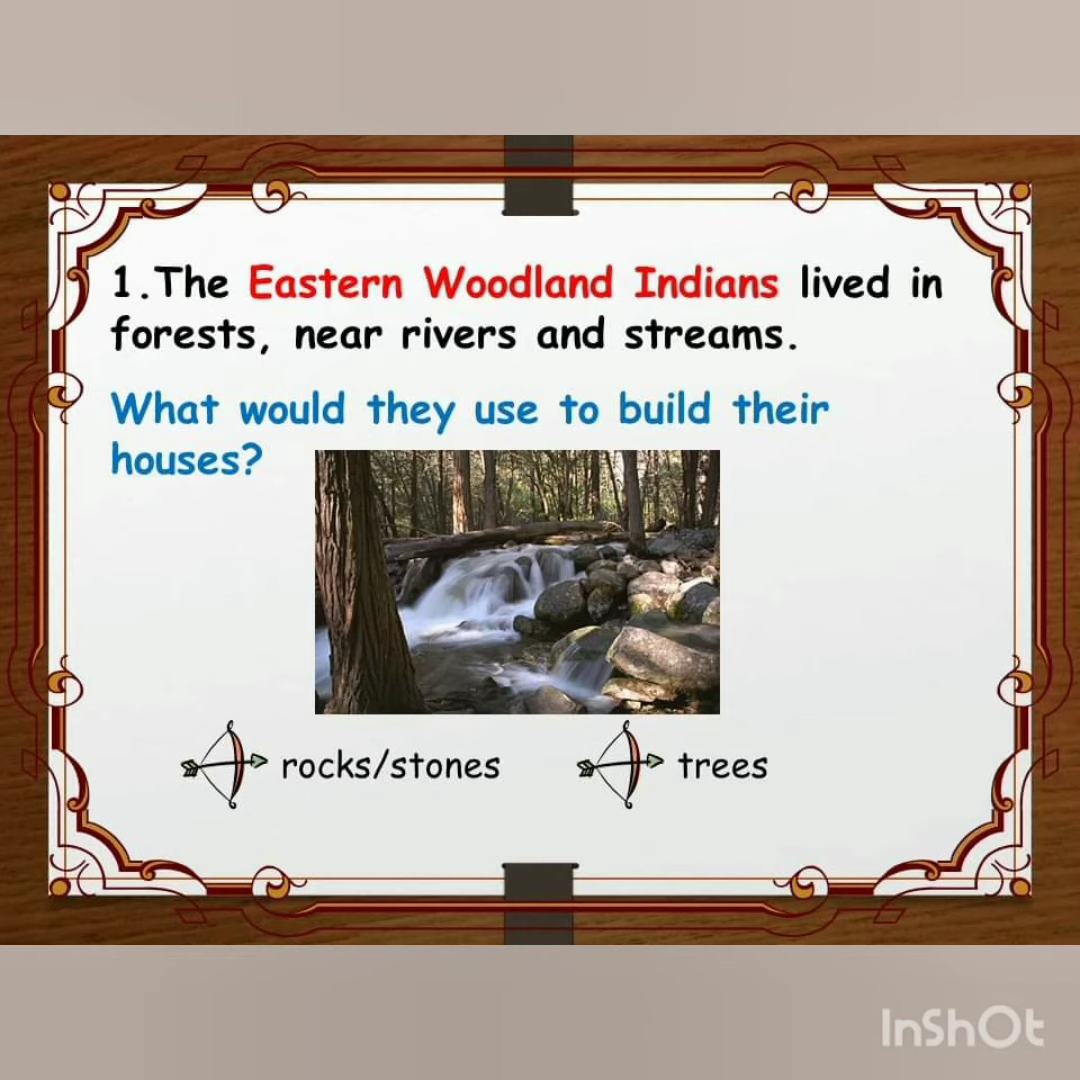 1.The Eastern Woodland Indians lived in
forests, near rivers and streams.
What would they use to build their
houses?
rocks/stones
trees
InShOt